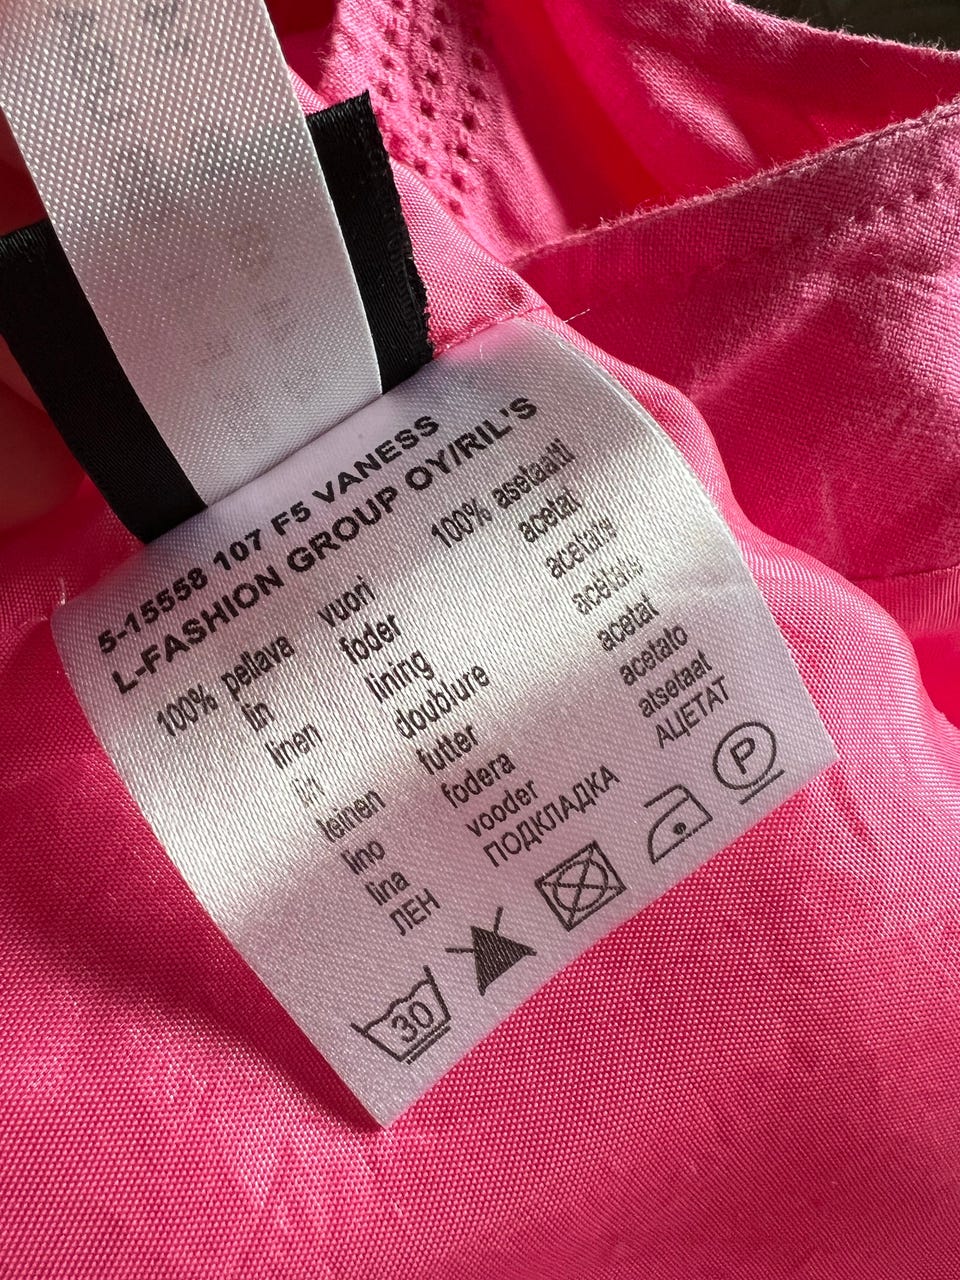 5-15558 107 F5 VANESS
L-FASHION GROUP OY/RIL'S
100% pellava vuori 100% asetaatti
lin foder acetat
linen lining acetate
lin doublure acetate
leinen futter acetat
lino fodera acetato
lina vooder atsetaat
ЛЕН ПОДКЛАДКА АЦЕТАТ
30 P